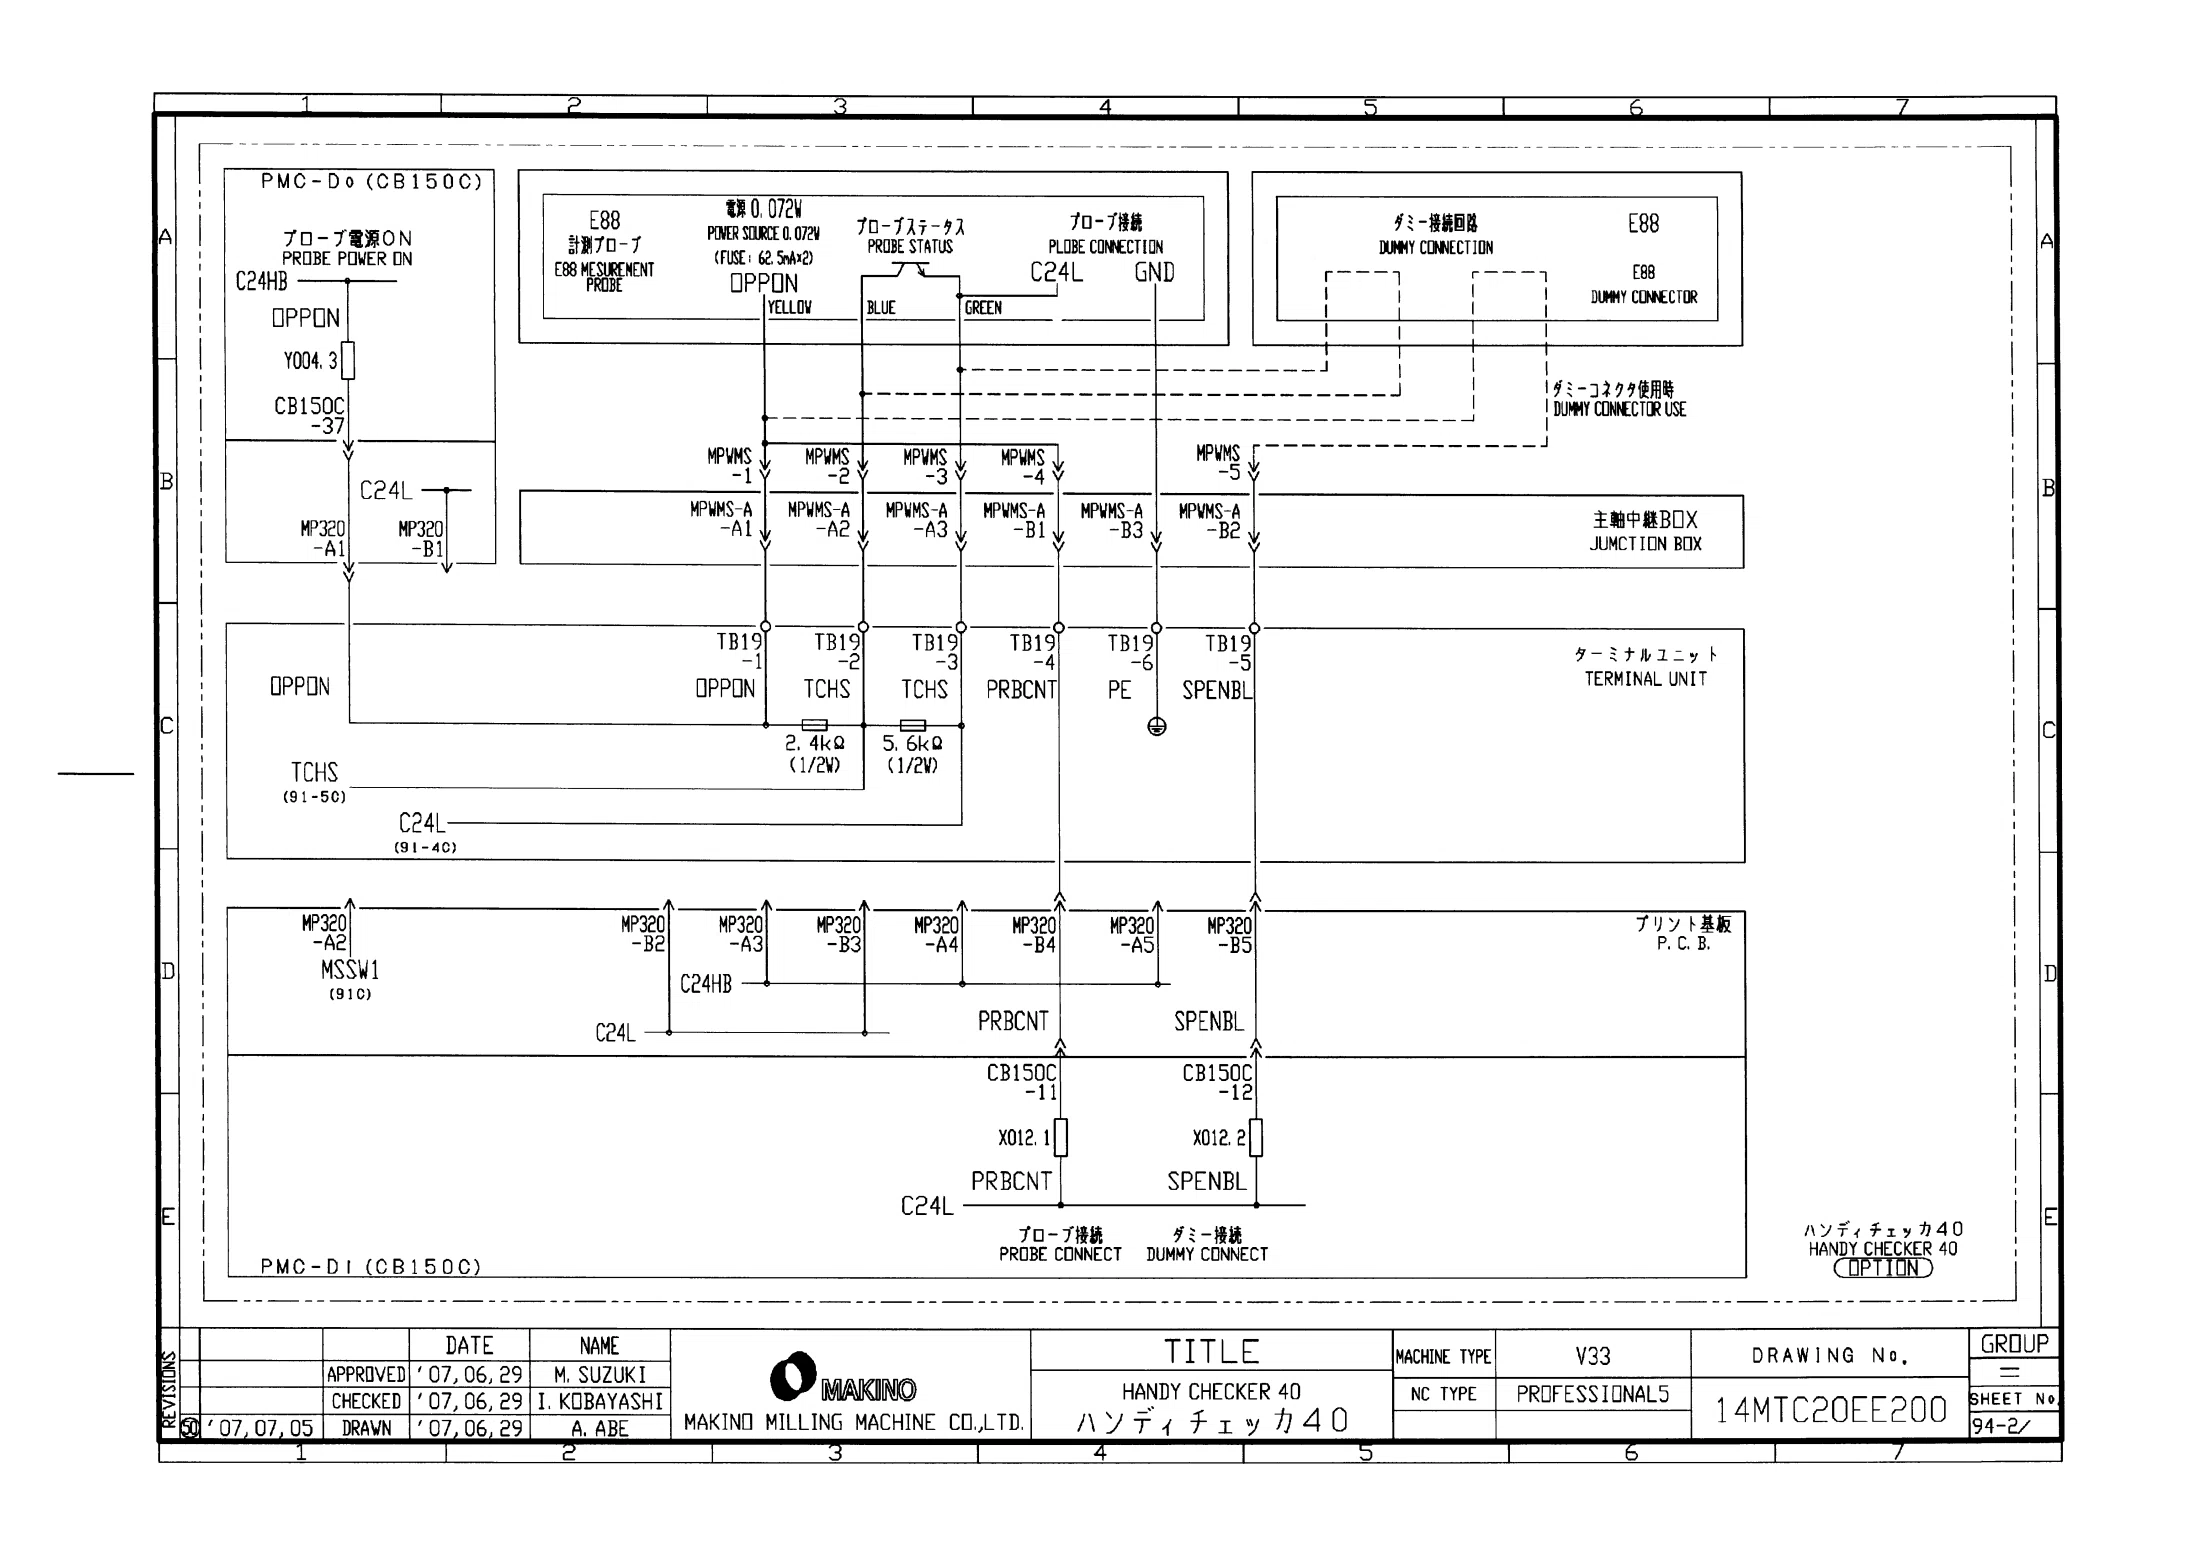 1 2 3 4 5 6 7
A
B
C
D
E
PMC-Do (CB150C)
プローブ電源ON
PROBE POWER ON
C24HB
OPPON
Y004.3
CB150C
-37
C24L
MP320
-A1
MP320
-B1
E88
計測プローブ
E88 MESUREMENT
PROBE
電源 0.072W
POWER SOURCE 0.072W
(FUSE: 62.5mA×2)
OPPON
YELLOW
プローブステータス
PROBE STATUS
BLUE
GREEN
プローブ接続
PLOBE CONNECTION
C24L
GND
ダミー接続回路
DUMMY CONNECTION
E88
E88
DUMMY CONNECTOR
ダミーコネクタ使用時
DUMMY CONNECTOR USE
MPWMS
-1
MPWMS
-2
MPWMS
-3
MPWMS
-4
MPWMS
-5
MPWMS-A
-A1
MPWMS-A
-A2
MPWMS-A
-A3
MPWMS-A
-B1
MPWMS-A
-B3
MPWMS-A
-B2
主軸中継BOX
JUMCTION BOX
TB19
-1
TB19
-2
TB19
-3
TB19
-4
TB19
-6
TB19
-5
ターミナルユニット
TERMINAL UNIT
OPPON
OPPON
TCHS
TCHS
PRBCNT
PE
SPENBL
2.4kΩ
(1/2W)
5.6kΩ
(1/2W)
TCHS
(91-5C)
C24L
(91-4C)
MP320
-A2
MSSW1
(91C)
MP320
-B2
MP320
-A3
MP320
-B3
MP320
-A4
MP320
-B4
MP320
-A5
MP320
-B5
プリント基板
P.C.B.
C24HB
C24L
PRBCNT
SPENBL
CB150C
-11
CB150C
-12
X012.1
X012.2
PRBCNT
SPENBL
C24L
プローブ接続
PROBE CONNECT
ダミー接続
DUMMY CONNECT
PMC-DI (CB150C)
ハンディチェッカ40
HANDY CHECKER 40
OPTION
A
B
C
D
E
REVISIONS
50 '07,07,05
DATE NAME
APPROVED '07,06,29 M. SUZUKI
CHECKED '07,06,29 I. KOBAYASHI
DRAWN '07,06,29 A. ABE
MAKINO
MAKINO MILLING MACHINE CO.,LTD.
TITLE
HANDY CHECKER 40
ハンディチェッカ40
MACHINE TYPE V33
NC TYPE PROFESSIONAL5
DRAWING No.
14MTC20EE200
GROUP
=
SHEET No.
94-2/
1 2 3 4 5 6 7